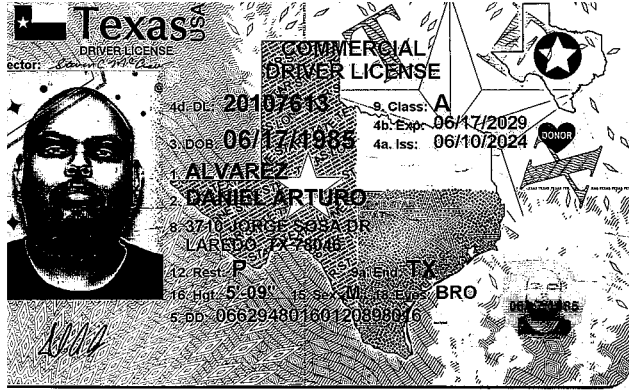 Texas USA
DRIVER LICENSE
COMMERCIAL
DRIVER LICENSE
ector:
4d. DL: 20107613 9. Class: A
4b. Exp: 06/17/2029
3. DOB: 06/17/1985 4a. Iss: 06/10/2024
DONOR
1. ALVAREZ
2. DANIEL ARTURO
8. 3710 JORGE SOSA DR
LAREDO, TX 78046
12. Rest. P 9a. End. TX
16. Hgt. 5'-09" 15. Sex M 18. Eyes BRO
5. DD: 06629480160120898016